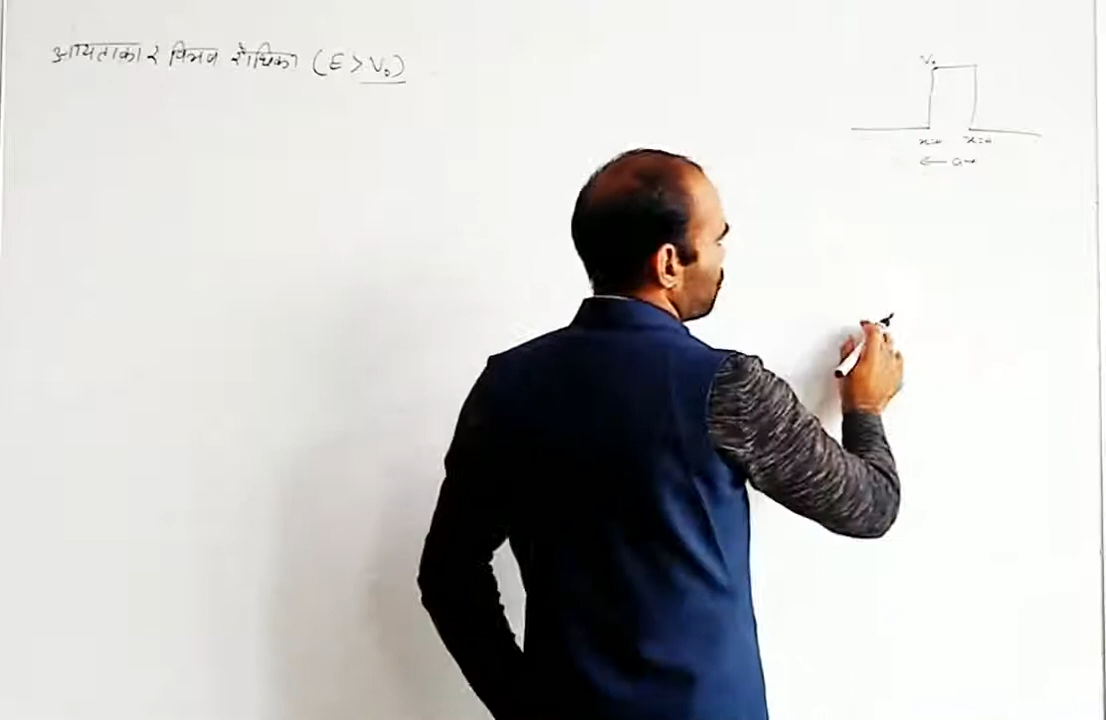 आयताकार विभव रोधिका (E > V₀)
V₀
x=0 x=a
← a →